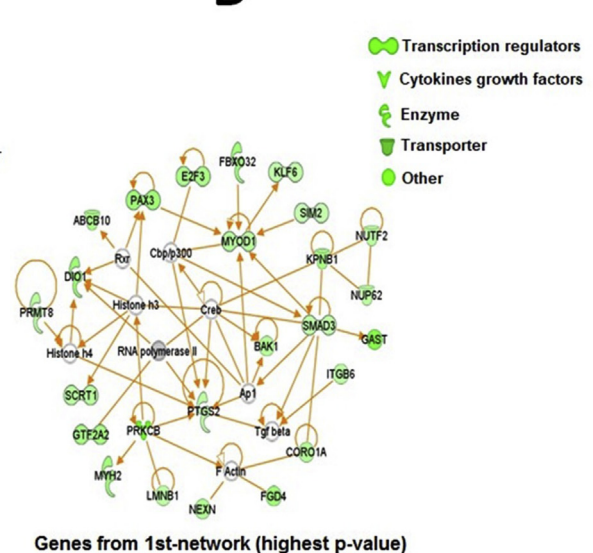 Transcription regulators
Cytokines growth factors
Enzyme
Transporter
Other
FBXO32
E2F3
KLF6
PAX3
SIM2
ABCB10
NUTF2
MYOD1
Cbp/p300
Rxr
KPNB1
DIO1
NUP62
Histone h3
Creb
PRMT8
SMAD3
GAST
BAK1
Histone h4
RNA polymerase II
ITGB6
SCRT1
Ap1
PTGS2
GTF2A2
PRKCB
Tgf beta
CORO1A
MYH2
F Actin
LMNB1
FGD4
NEXN
Genes from 1st-network (highest p-value)